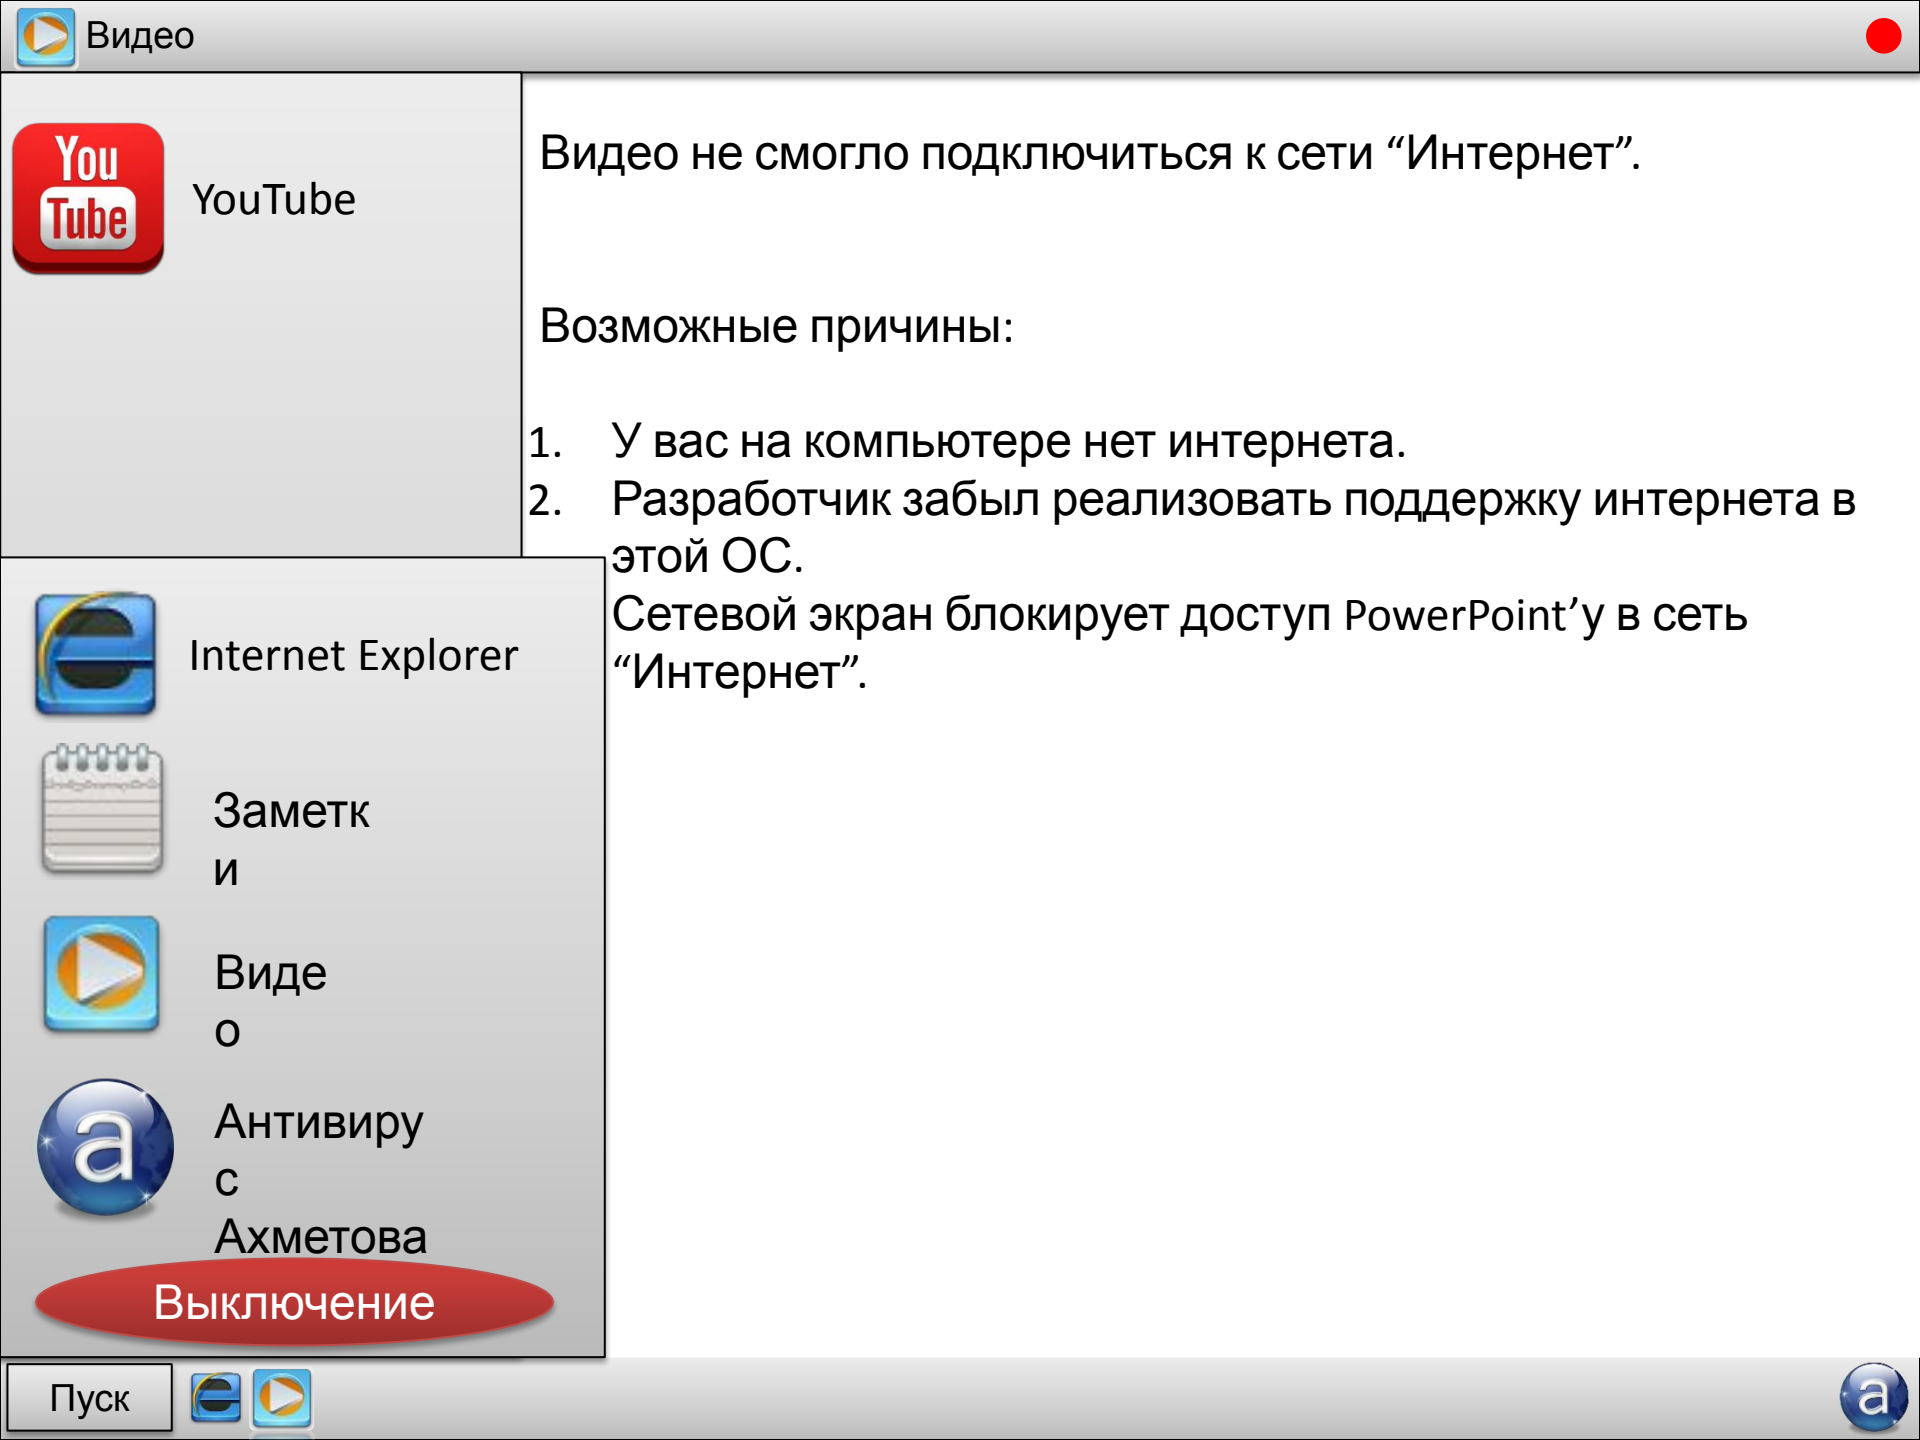 Видео
You
Tube
YouTube
Видео не смогло подключиться к сети “Интернет”.
Возможные причины:
1. У вас на компьютере нет интернета.
2. Разработчик забыл реализовать поддержку интернета в
этой ОС.
Сетевой экран блокирует доступ PowerPoint’у в сеть
“Интернет”.
Internet Explorer
Заметк
и
Виде
о
a
Антивиру
с
Ахметова
Выключение
Пуск
a